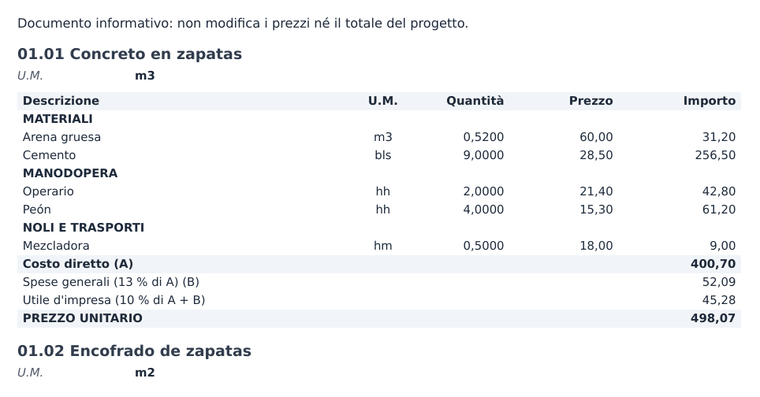 Documento informativo: non modifica i prezzi né il totale del progetto.
01.01 Concreto en zapatas
U.M. m3
Descrizione U.M. Quantità Prezzo Importo
MATERIALI
Arena gruesa m3 0,5200 60,00 31,20
Cemento bls 9,0000 28,50 256,50
MANODOPERA
Operario hh 2,0000 21,40 42,80
Peón hh 4,0000 15,30 61,20
NOLI E TRASPORTI
Mezcladora hm 0,5000 18,00 9,00
Costo diretto (A) 400,70
Spese generali (13 % di A) (B) 52,09
Utile d'impresa (10 % di A + B) 45,28
PREZZO UNITARIO 498,07
01.02 Encofrado de zapatas
U.M. m2